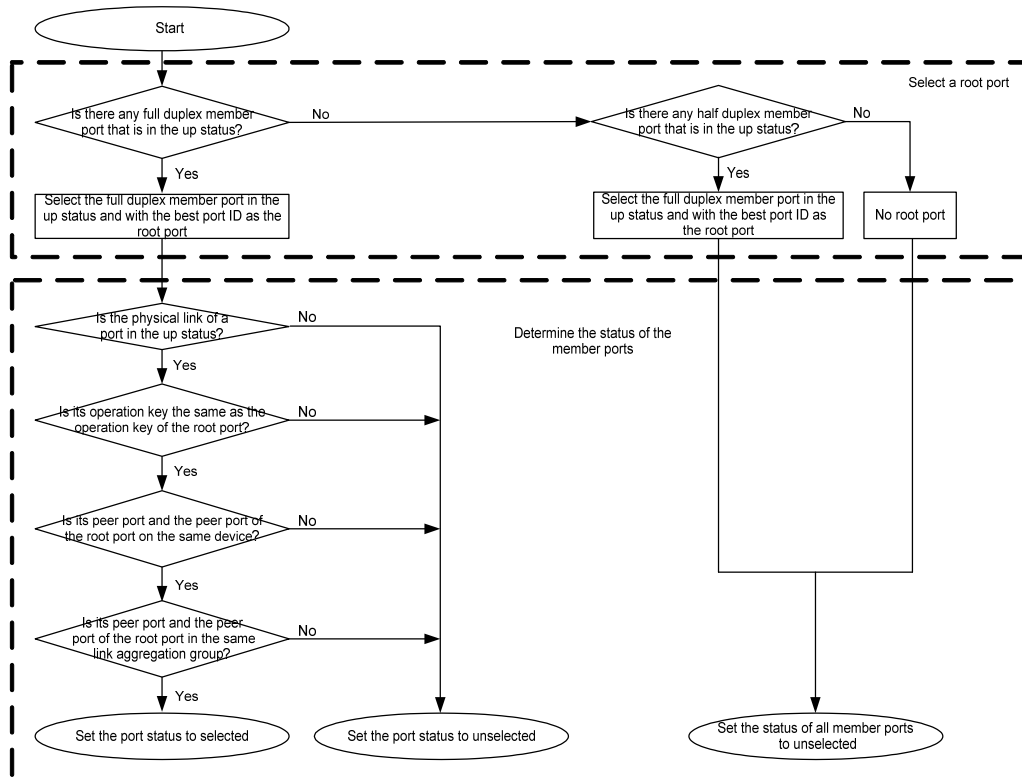 Start
Select a root port
Is there any full duplex member
port that is in the up status?
No
Is there any half duplex member
port that is in the up status?
No
Yes
Yes
Select the full duplex member port in the
up status and with the best port ID as the
root port
Select the full duplex member port in the
up status and with the best port ID as
the root port
No root port
Is the physical link of a
port in the up status?
No
Determine the status of the
member ports
Yes
Is its operation key the same as the
operation key of the root port?
No
Yes
Is its peer port and the peer port of
the root port on the same device?
No
Yes
Is its peer port and the peer
port of the root port in the same
link aggregation group?
No
Yes
Set the port status to selected
Set the port status to unselected
Set the status of all member ports
to unselected